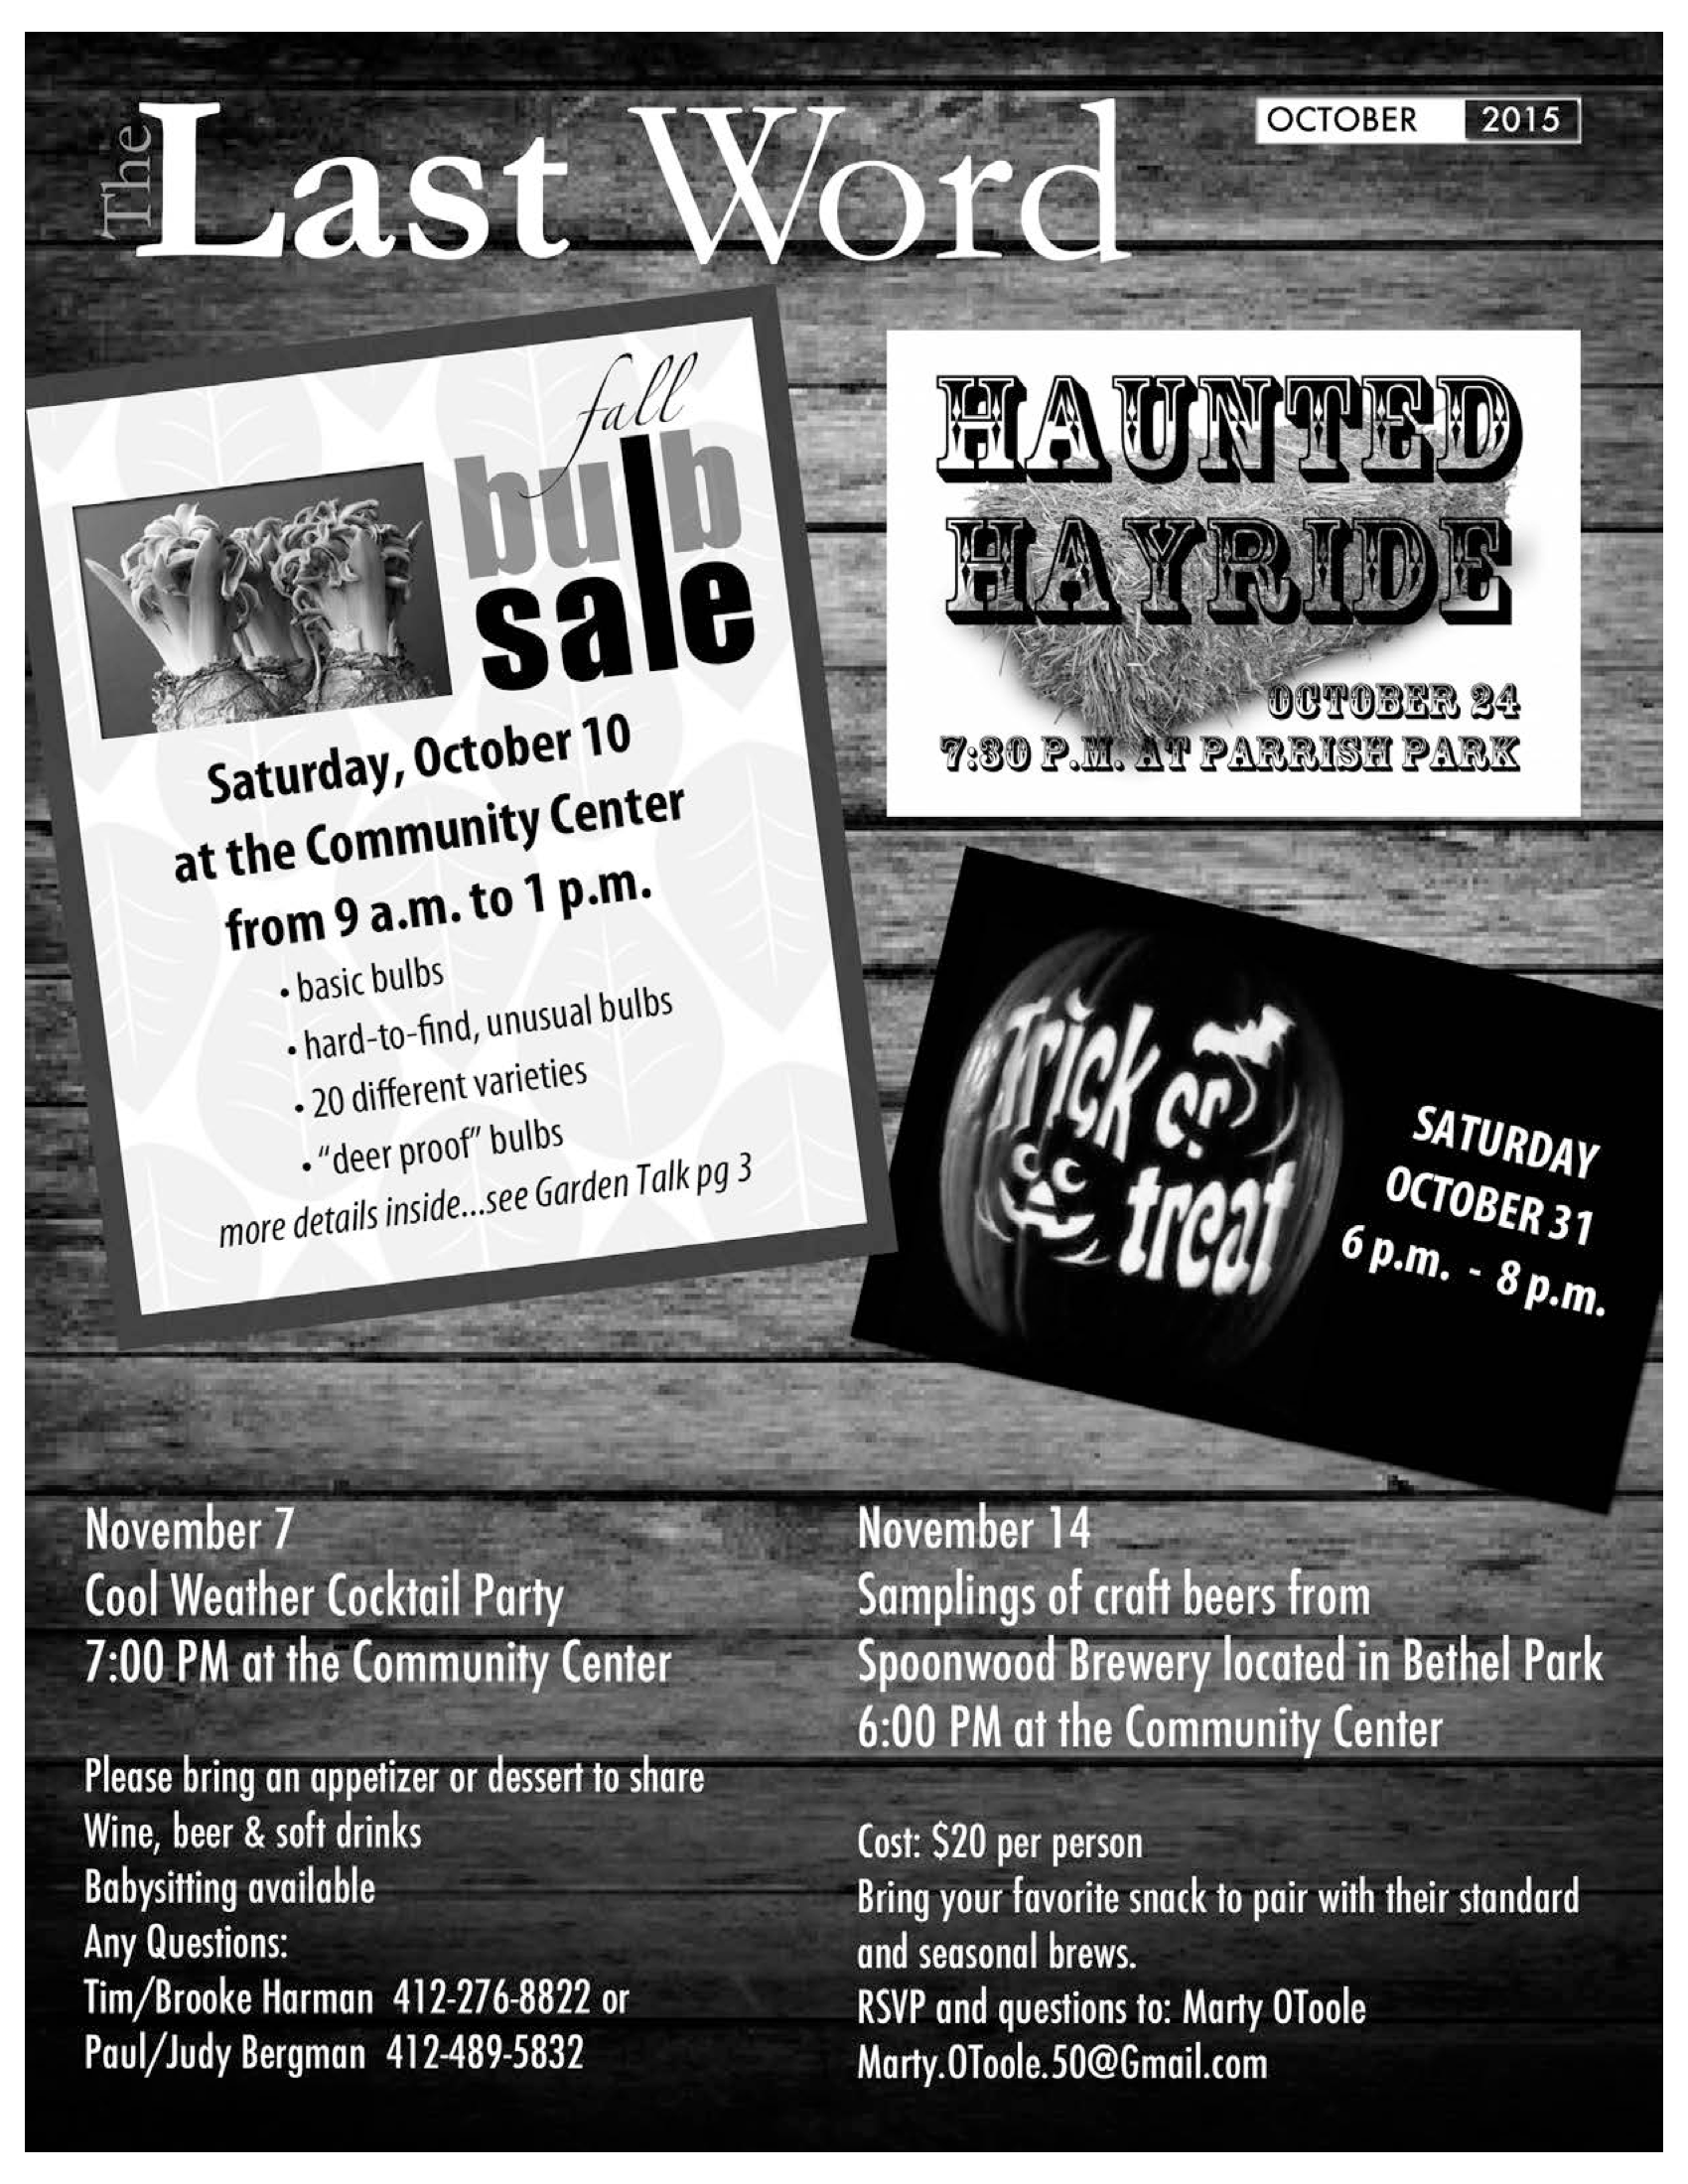 The Last Word
OCTOBER 2015
fall
bulb
sale
Saturday, October 10
at the Community Center
from 9 a.m. to 1 p.m.
• basic bulbs
• hard-to-find, unusual bulbs
• 20 different varieties
• “deer proof” bulbs
more details inside...see Garden Talk pg 3
HAUNTED
HAYRIDE
OCTOBER 24
7:30 P.M. AT PARRISH PARK
Trick or
treat
SATURDAY
OCTOBER 31
6 p.m. - 8 p.m.
November 7
Cool Weather Cocktail Party
7:00 PM at the Community Center
Please bring an appetizer or dessert to share
Wine, beer & soft drinks
Babysitting available
Any Questions:
Tim/Brooke Harman 412-276-8822 or
Paul/Judy Bergman 412-489-5832
November 14
Samplings of craft beers from
Spoonwood Brewery located in Bethel Park
6:00 PM at the Community Center
Cost: $20 per person
Bring your favorite snack to pair with their standard
and seasonal brews.
RSVP and questions to: Marty OToole
Marty.OToole.50@Gmail.com